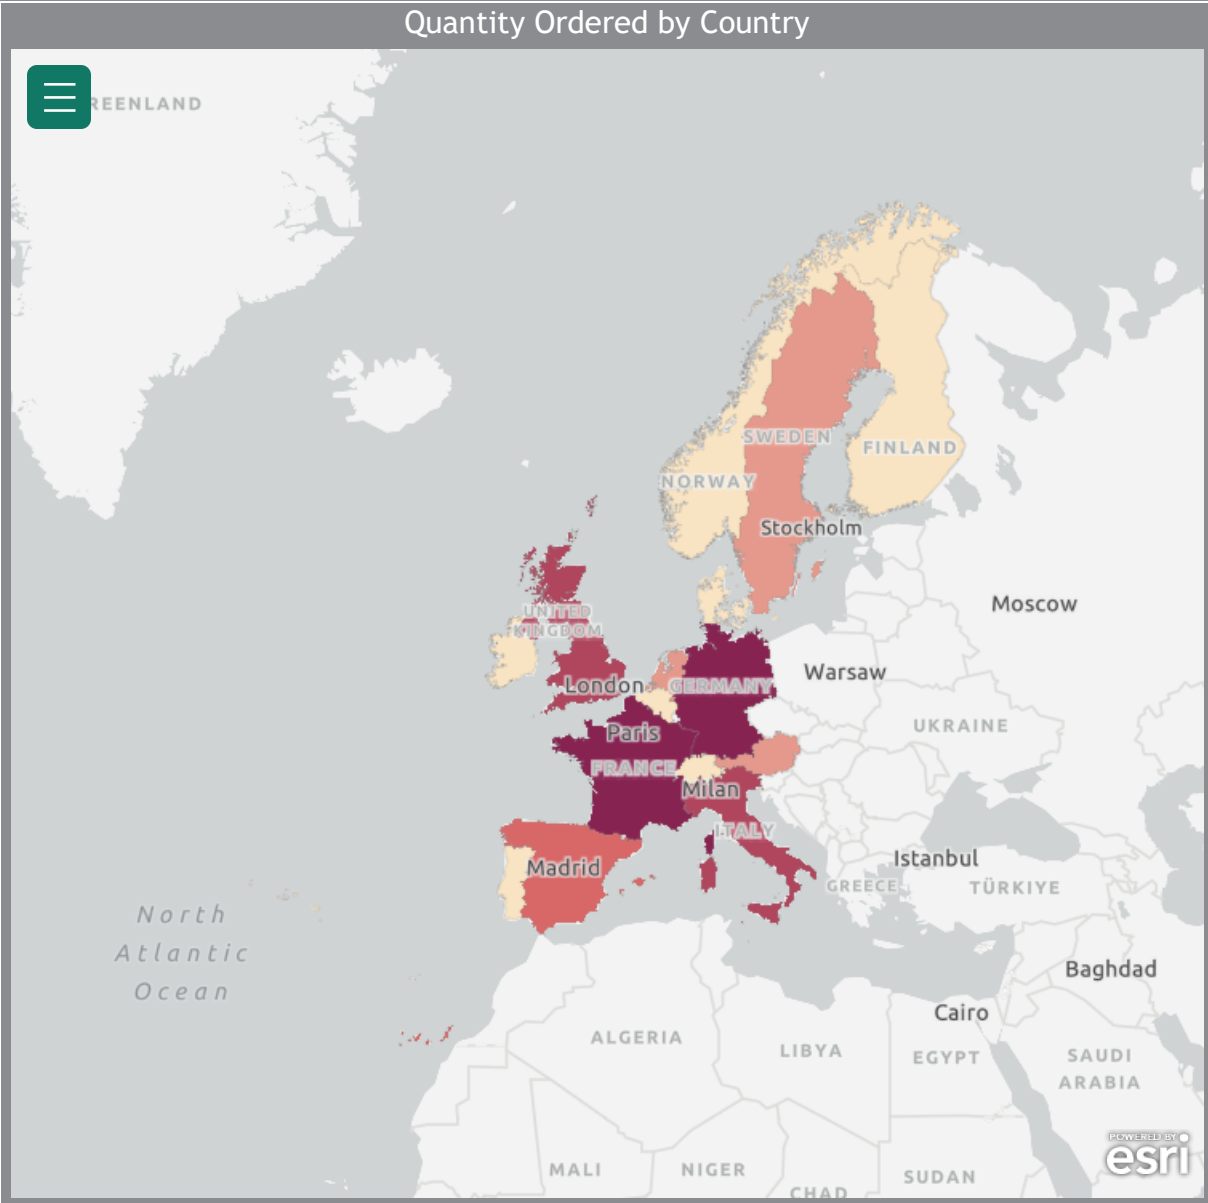 Quantity Ordered by Country
REENLAND
SWEDEN
FINLAND
NORWAY
Stockholm
Moscow
UNITED
KINGDOM
Warsaw
London
GERMANY
UKRAINE
Paris
FRANCE
Milan
ITALY
Istanbul
Madrid
GREECE
TÜRKIYE
North
Atlantic
Ocean
Baghdad
Cairo
ALGERIA
LIBYA
EGYPT
SAUDI
ARABIA
POWERED BY
esri
MALI
NIGER
SUDAN
CHAD